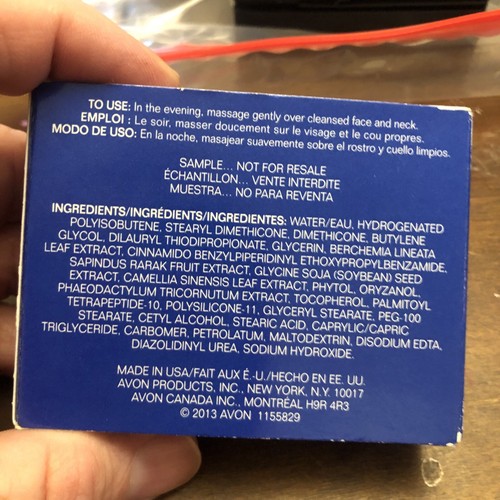 TO USE: In the evening, massage gently over cleansed face and neck.
EMPLOI : Le soir, masser doucement sur le visage et le cou propres.
MODO DE USO: En la noche, masajear suavemente sobre el rostro y cuello limpios.
SAMPLE... NOT FOR RESALE
ÉCHANTILLON... VENTE INTERDITE
MUESTRA... NO PARA REVENTA
INGREDIENTS/INGRÉDIENTS/INGREDIENTES: WATER/EAU, HYDROGENATED
POLYISOBUTENE, STEARYL DIMETHICONE, DIMETHICONE, BUTYLENE
GLYCOL, DILAURYL THIODIPROPIONATE, GLYCERIN, BERCHEMIA LINEATA
LEAF EXTRACT, CINNAMIDO BENZYLPIPERIDINYL ETHOXYPROPYLBENZAMIDE,
SAPINDUS RARAK FRUIT EXTRACT, GLYCINE SOJA (SOYBEAN) SEED
EXTRACT, CAMELLIA SINENSIS LEAF EXTRACT, PHYTOL, ORYZANOL,
PHAEODACTYLUM TRICORNUTUM EXTRACT, TOCOPHEROL, PALMITOYL
TETRAPEPTIDE-10, POLYSILICONE-11, GLYCERYL STEARATE, PEG-100
STEARATE, CETYL ALCOHOL, STEARIC ACID, CAPRYLIC/CAPRIC
TRIGLYCERIDE, CARBOMER, PETROLATUM, MALTODEXTRIN, DISODIUM EDTA,
DIAZOLIDINYL UREA, SODIUM HYDROXIDE.
MADE IN USA/FAIT AUX É.-U./HECHO EN EE. UU.
AVON PRODUCTS, INC., NEW YORK, N.Y. 10017
AVON CANADA INC., MONTRÉAL H9R 4R3
© 2013 AVON 1155829